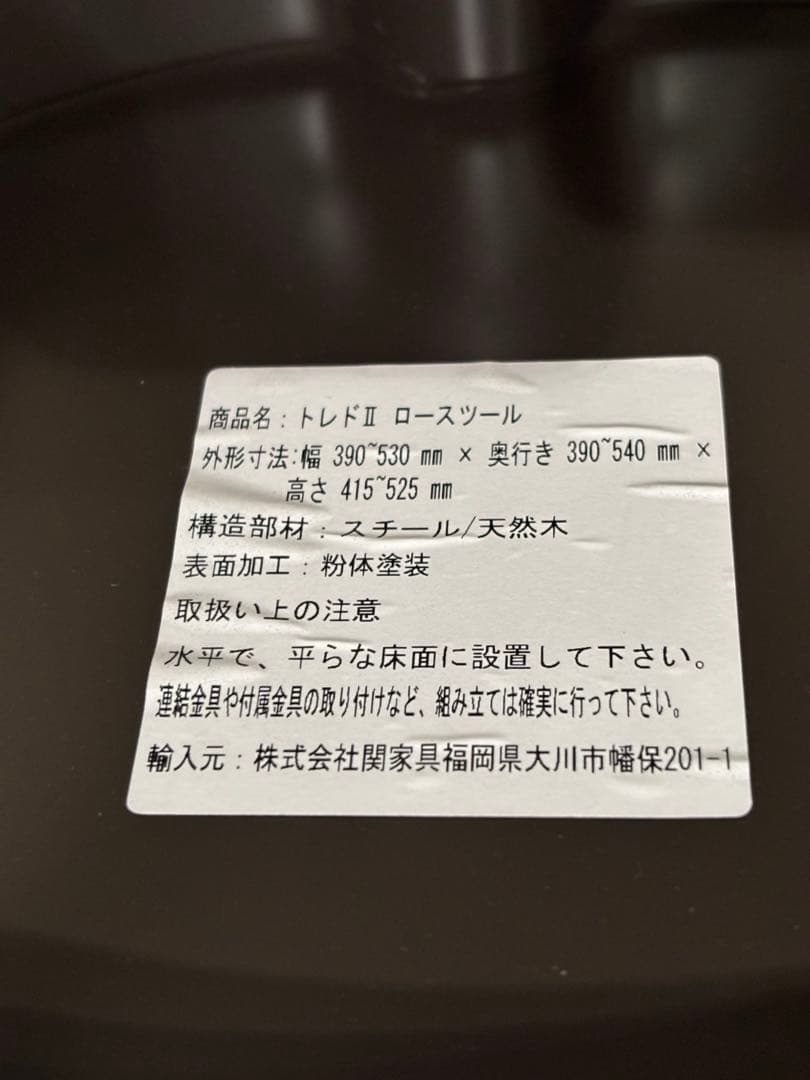 商品名：トレドⅡ ロースツール
外形寸法:幅 390~530 mm × 奥行き 390~540 mm ×
高さ 415~525 mm
構造部材：スチール/天然木
表面加工：粉体塗装
取扱い上の注意
水平で、平らな床面に設置して下さい。
連結金具や付属金具の取り付けなど、組み立ては確実に行って下さい。
輸入元：株式会社関家具福岡県大川市幡保201-1